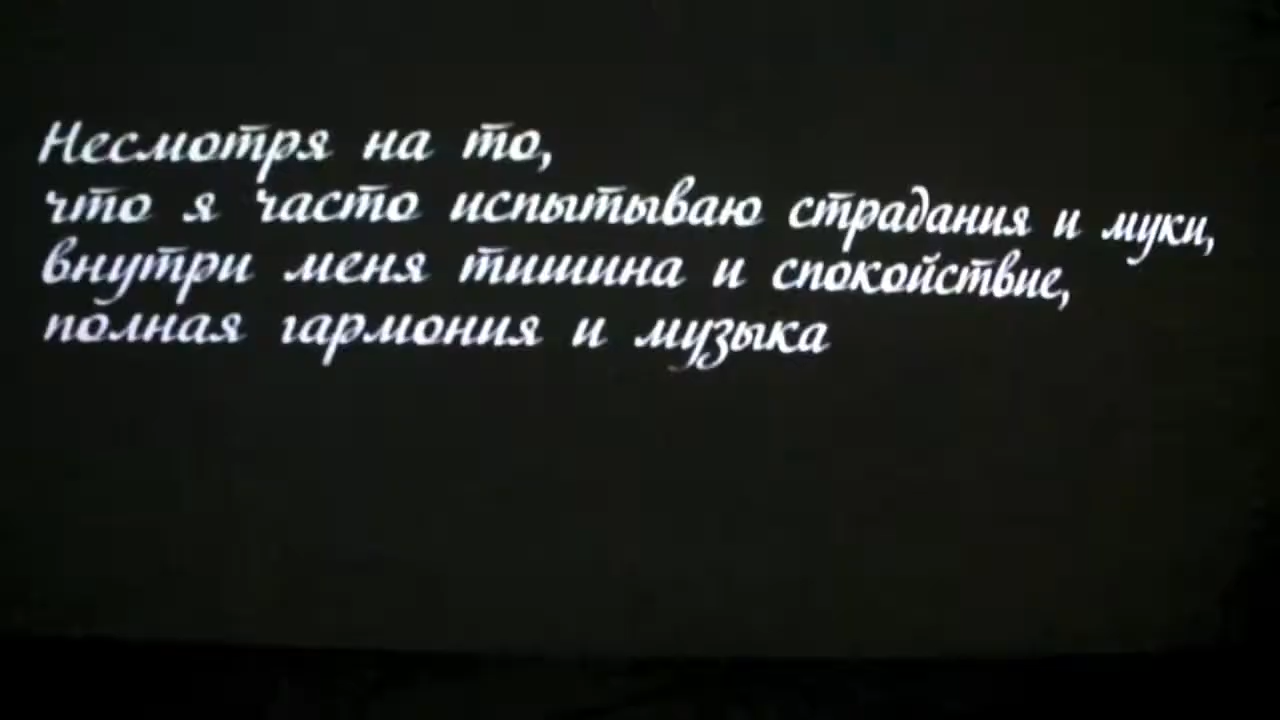 Несмотря на то,
что я часто испытываю страдания и муки,
внутри меня тишина и спокойствие,
полная гармония и музыка